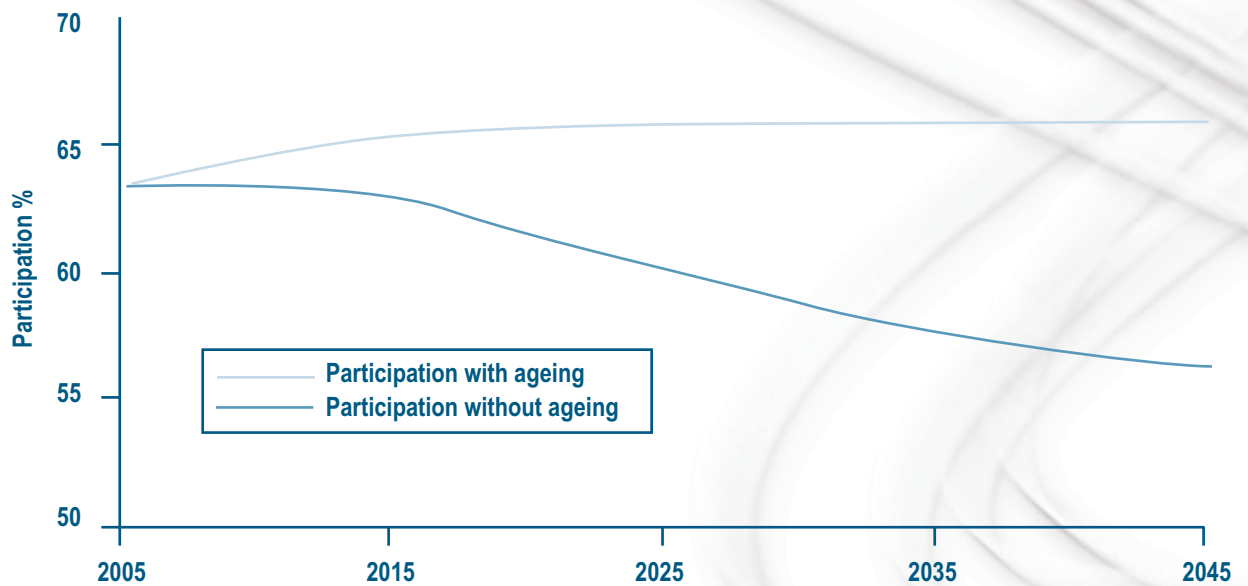 70
65
60
55
50
Participation %
Participation with ageing
Participation without ageing
2005 2015 2025 2035 2045